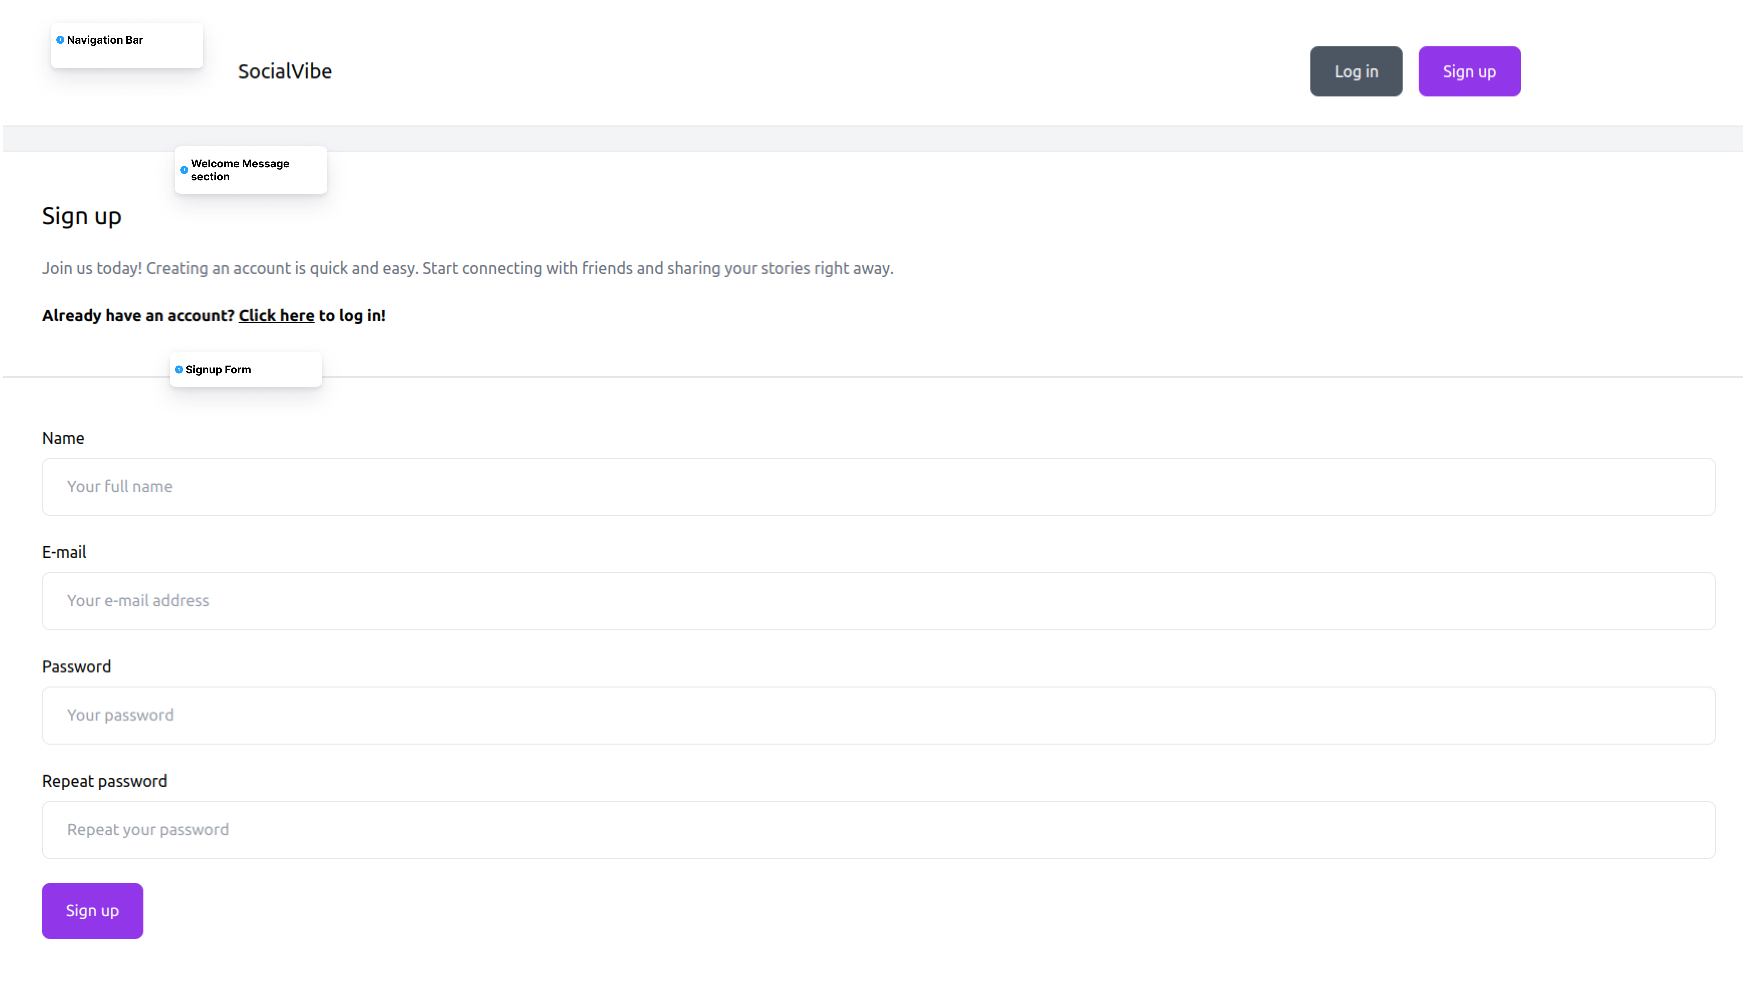 Navigation Bar
SocialVibe
Log in
Sign up
Welcome Message
section
Sign up
Join us today! Creating an account is quick and easy. Start connecting with friends and sharing your stories right away.
Already have an account? Click here to log in!
Signup Form
Name
Your full name
E-mail
Your e-mail address
Password
Your password
Repeat password
Repeat your password
Sign up